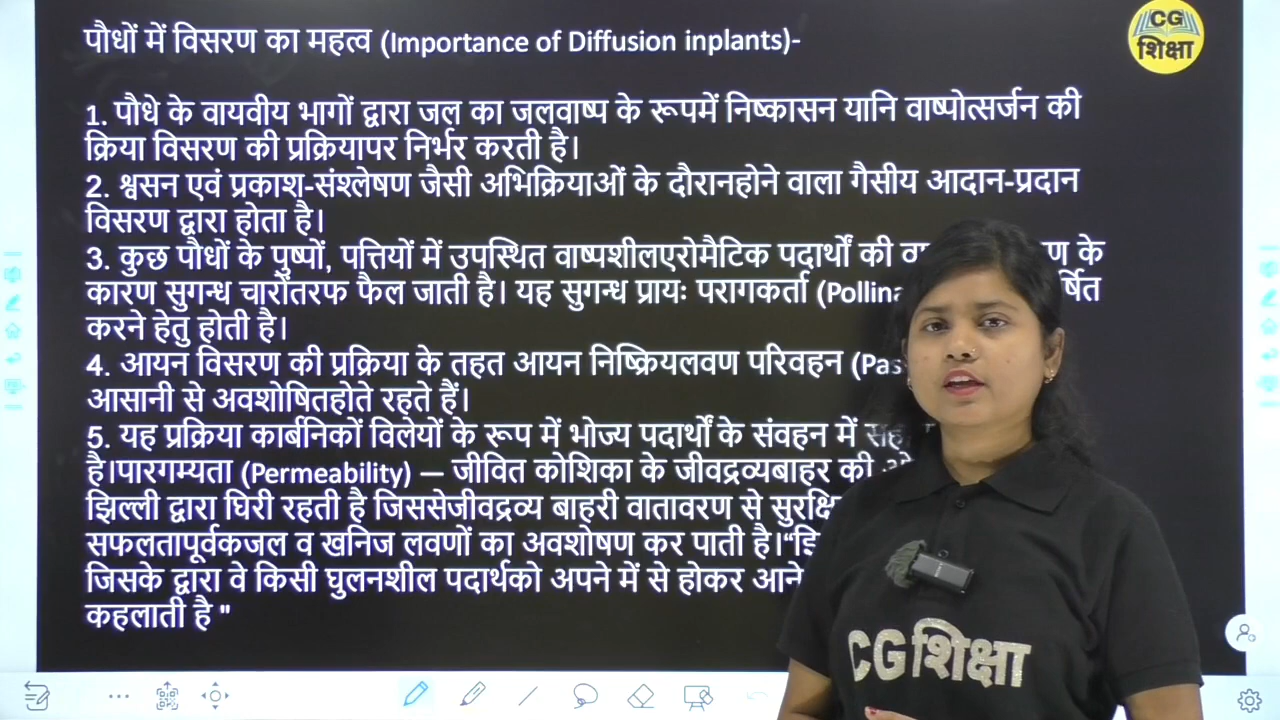 पौधों में विसरण का महत्व (Importance of Diffusion inplants)-
CG
शिक्षा
1. पौधे के वायवीय भागों द्वारा जल का जलवाष्प के रूपमें निष्कासन यानि वाष्पोत्सर्जन की
क्रिया विसरण की प्रक्रियापर निर्भर करती है।
2. श्वसन एवं प्रकाश-संश्लेषण जैसी अभिक्रियाओं के दौरानहोने वाला गैसीय आदान-प्रदान
विसरण द्वारा होता है।
3. कुछ पौधों के पुष्पों, पत्तियों में उपस्थित वाष्पशीलएरोमैटिक पदार्थों की के
कारण सुगन्ध चारोंतरफ फैल जाती है। यह सुगन्ध प्रायः परागकर्ता
करने हेतु होती है।
4. आयन विसरण की प्रक्रिया के तहत आयन निष्क्रियलवण परिवहन
आसानी से अवशोषितहोते रहते हैं।
5. यह प्रक्रिया कार्बनिकों विलेयों के रूप में भोज्य पदार्थों के संवहन में
है।पारगम्यता (Permeability) — जीवित कोशिका के जीवद्रव्यबाहर की
झिल्ली द्वारा घिरी रहती है जिससेजीवद्रव्य बाहरी वातावरण से
सफलतापूर्वकजल व खनिज लवणों का अवशोषण कर पाती है।“
जिसके द्वारा वे किसी घुलनशील पदार्थको अपने में से होकर आने
कहलाती है "
CG शिक्षा